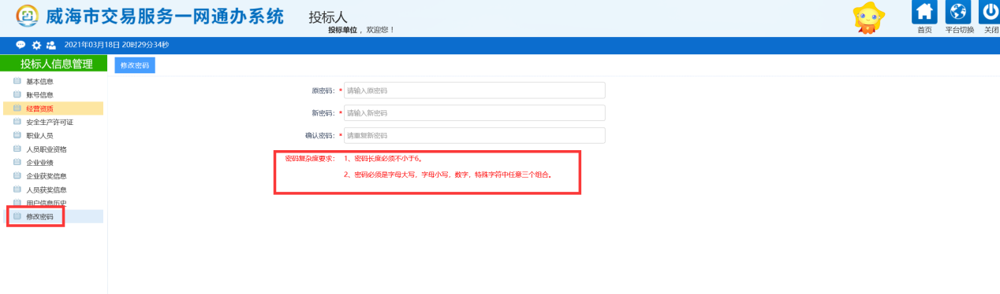 威海市交易服务一网通办系统
投标人
投标单位，欢迎您！
首页 平台切换 关闭
2021年03月18日 20时29分34秒
投标人信息管理
修改密码
基本信息
账号信息
经营资质
安全生产许可证
职业人员
人员职业资格
企业业绩
企业获奖信息
人员获奖信息
用户信息历史
修改密码
原密码：* 请输入原密码
新密码：* 请输入新密码
确认密码：* 请重复新密码
密码复杂度要求： 1、密码长度必须不小于6。
2、密码必须是字母大写，字母小写，数字，特殊字符中任意三个组合。